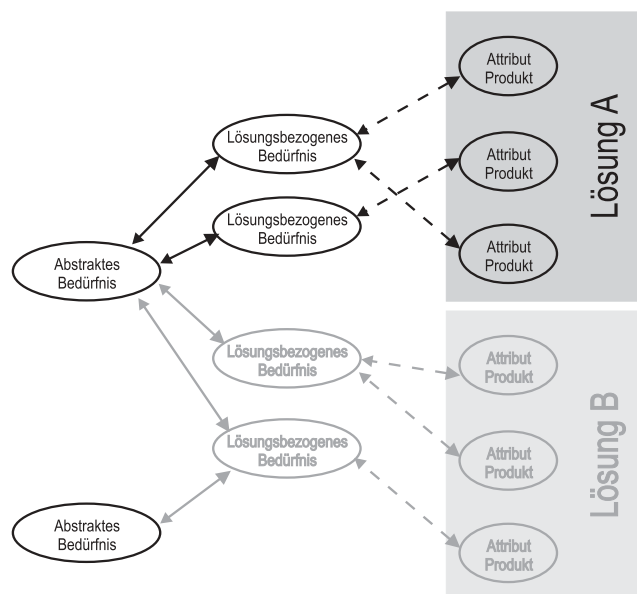 Attribut
Produkt
Lösungsbezogenes
Bedürfnis
Attribut
Produkt
Lösung A
Lösungsbezogenes
Bedürfnis
Attribut
Produkt
Abstraktes
Bedürfnis
Lösungsbezogenes
Bedürfnis
Attribut
Produkt
Lösungsbezogenes
Bedürfnis
Attribut
Produkt
Lösung B
Abstraktes
Bedürfnis
Attribut
Produkt